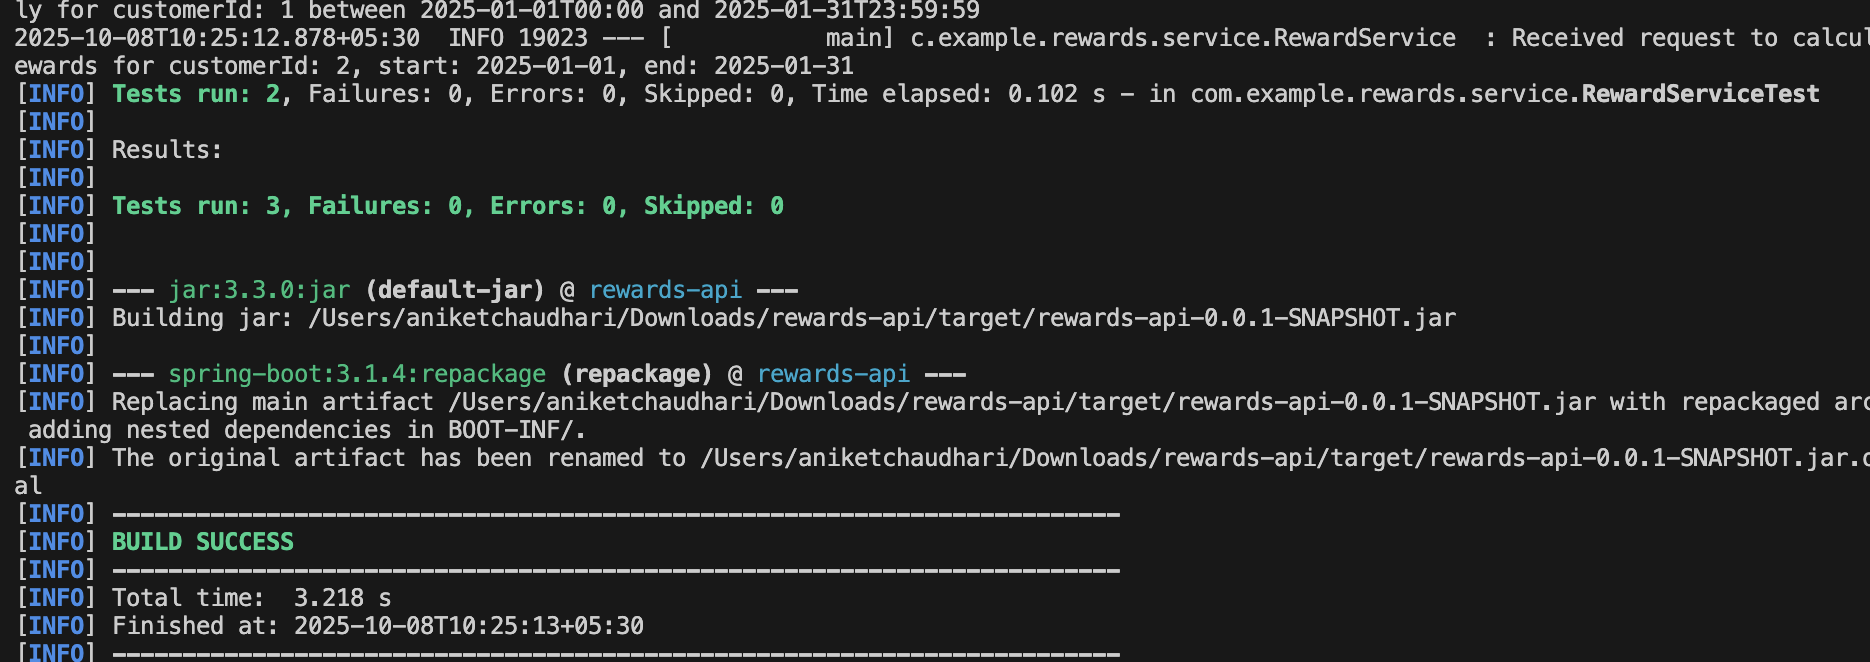 ly for customerId: 1 between 2025-01-01T00:00 and 2025-01-31T23:59:59
2025-10-08T10:25:12.878+05:30  INFO 19023 --- [           main] c.example.rewards.service.RewardService  : Received request to calcul
ewards for customerId: 2, start: 2025-01-01, end: 2025-01-31
[INFO] Tests run: 2, Failures: 0, Errors: 0, Skipped: 0, Time elapsed: 0.102 s - in com.example.rewards.service.RewardServiceTest
[INFO]
[INFO] Results:
[INFO]
[INFO] Tests run: 3, Failures: 0, Errors: 0, Skipped: 0
[INFO]
[INFO]
[INFO] --- jar:3.3.0:jar (default-jar) @ rewards-api ---
[INFO] Building jar: /Users/aniketchaudhari/Downloads/rewards-api/target/rewards-api-0.0.1-SNAPSHOT.jar
[INFO]
[INFO] --- spring-boot:3.1.4:repackage (repackage) @ rewards-api ---
[INFO] Replacing main artifact /Users/aniketchaudhari/Downloads/rewards-api/target/rewards-api-0.0.1-SNAPSHOT.jar with repackaged arc
 adding nested dependencies in BOOT-INF/.
[INFO] The original artifact has been renamed to /Users/aniketchaudhari/Downloads/rewards-api/target/rewards-api-0.0.1-SNAPSHOT.jar.o
al
[INFO] ------------------------------------------------------------------------
[INFO] BUILD SUCCESS
[INFO] ------------------------------------------------------------------------
[INFO] Total time:  3.218 s
[INFO] Finished at: 2025-10-08T10:25:13+05:30
[INFO] ------------------------------------------------------------------------